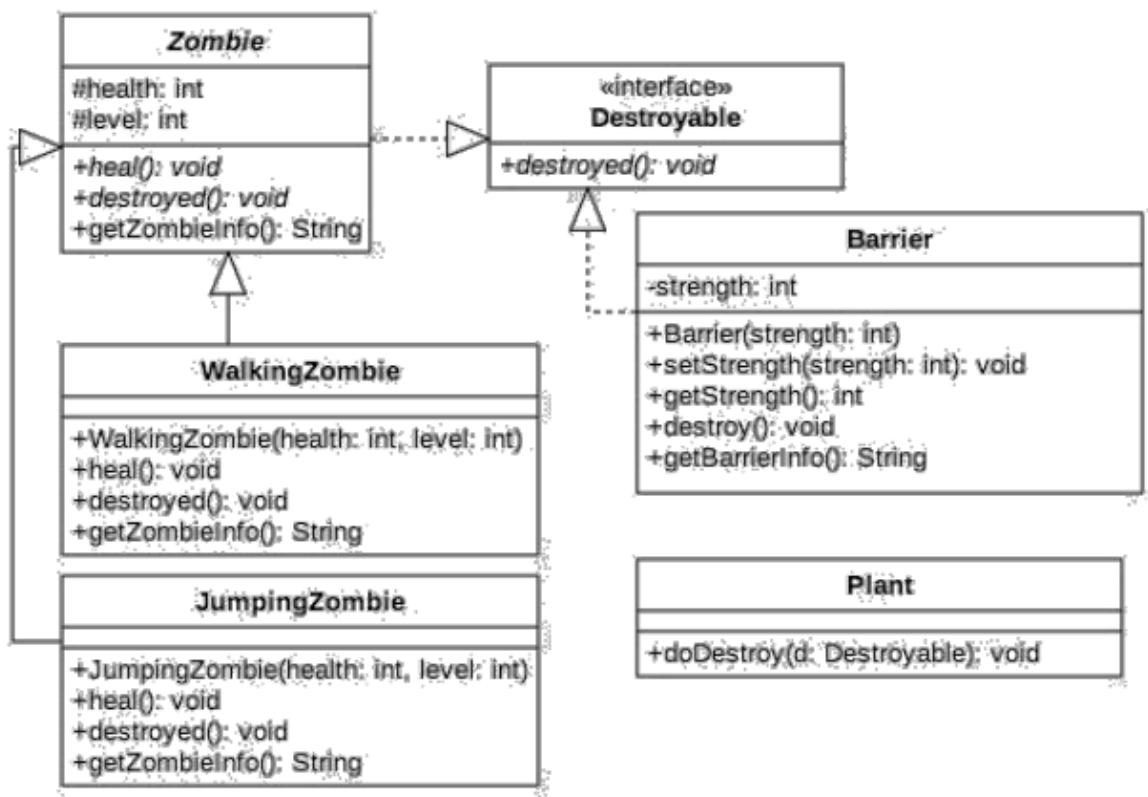 Zombie
#health: int
#level: int
+heal(): void
+destroyed(): void
+getZombieInfo(): String
«interface»
Destroyable
+destroyed(): void
Barrier
-strength: int
+Barrier(strength: int)
+setStrength(strength: int): void
+getStrength(): int
+destroy(): void
+getBarrierInfo(): String
WalkingZombie
+WalkingZombie(health: int, level: int)
+heal(): void
+destroyed(): void
+getZombieInfo(): String
JumpingZombie
+JumpingZombie(health: int, level: int)
+heal(): void
+destroyed(): void
+getZombieInfo(): String
Plant
+doDestroy(d: Destroyable): void